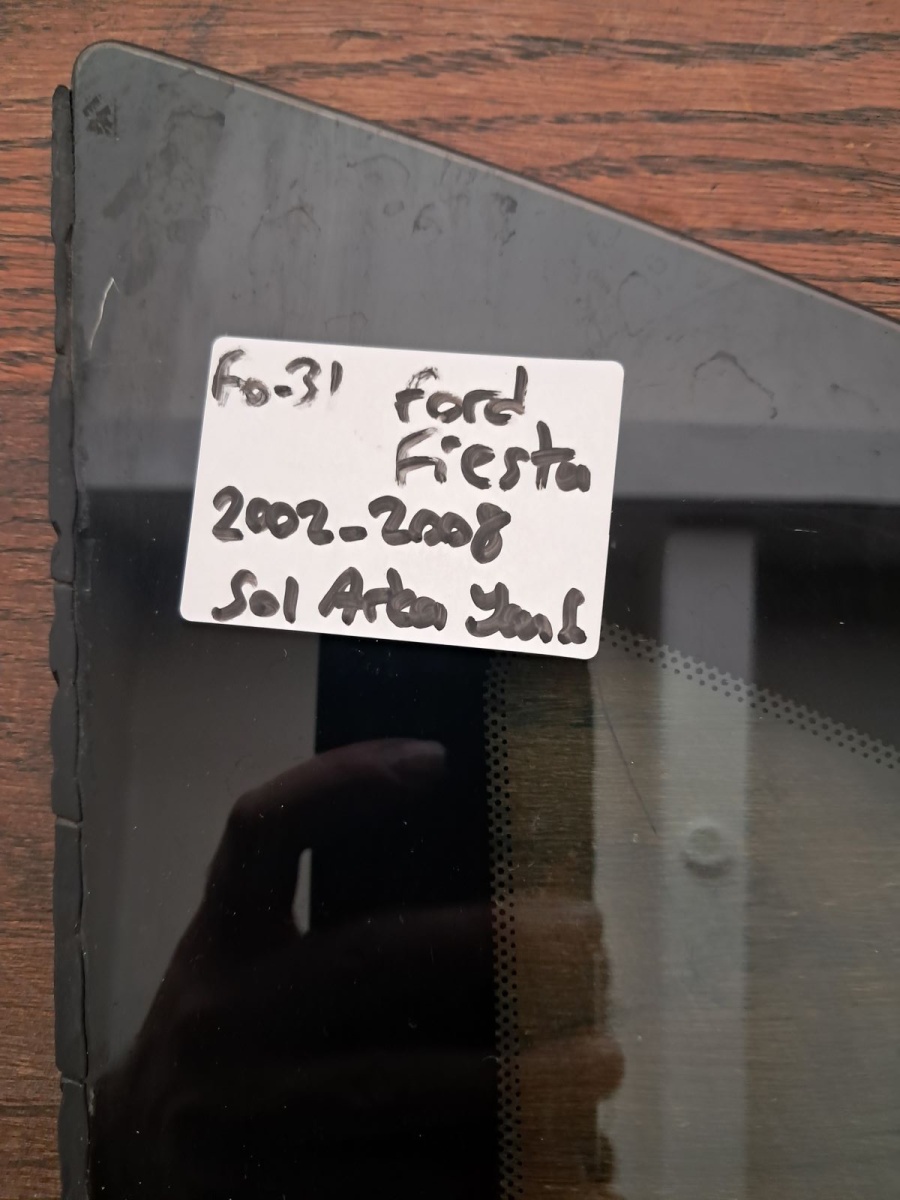 Fo-31 Ford
Fiesta
2002-2008
Sol Arka Yan